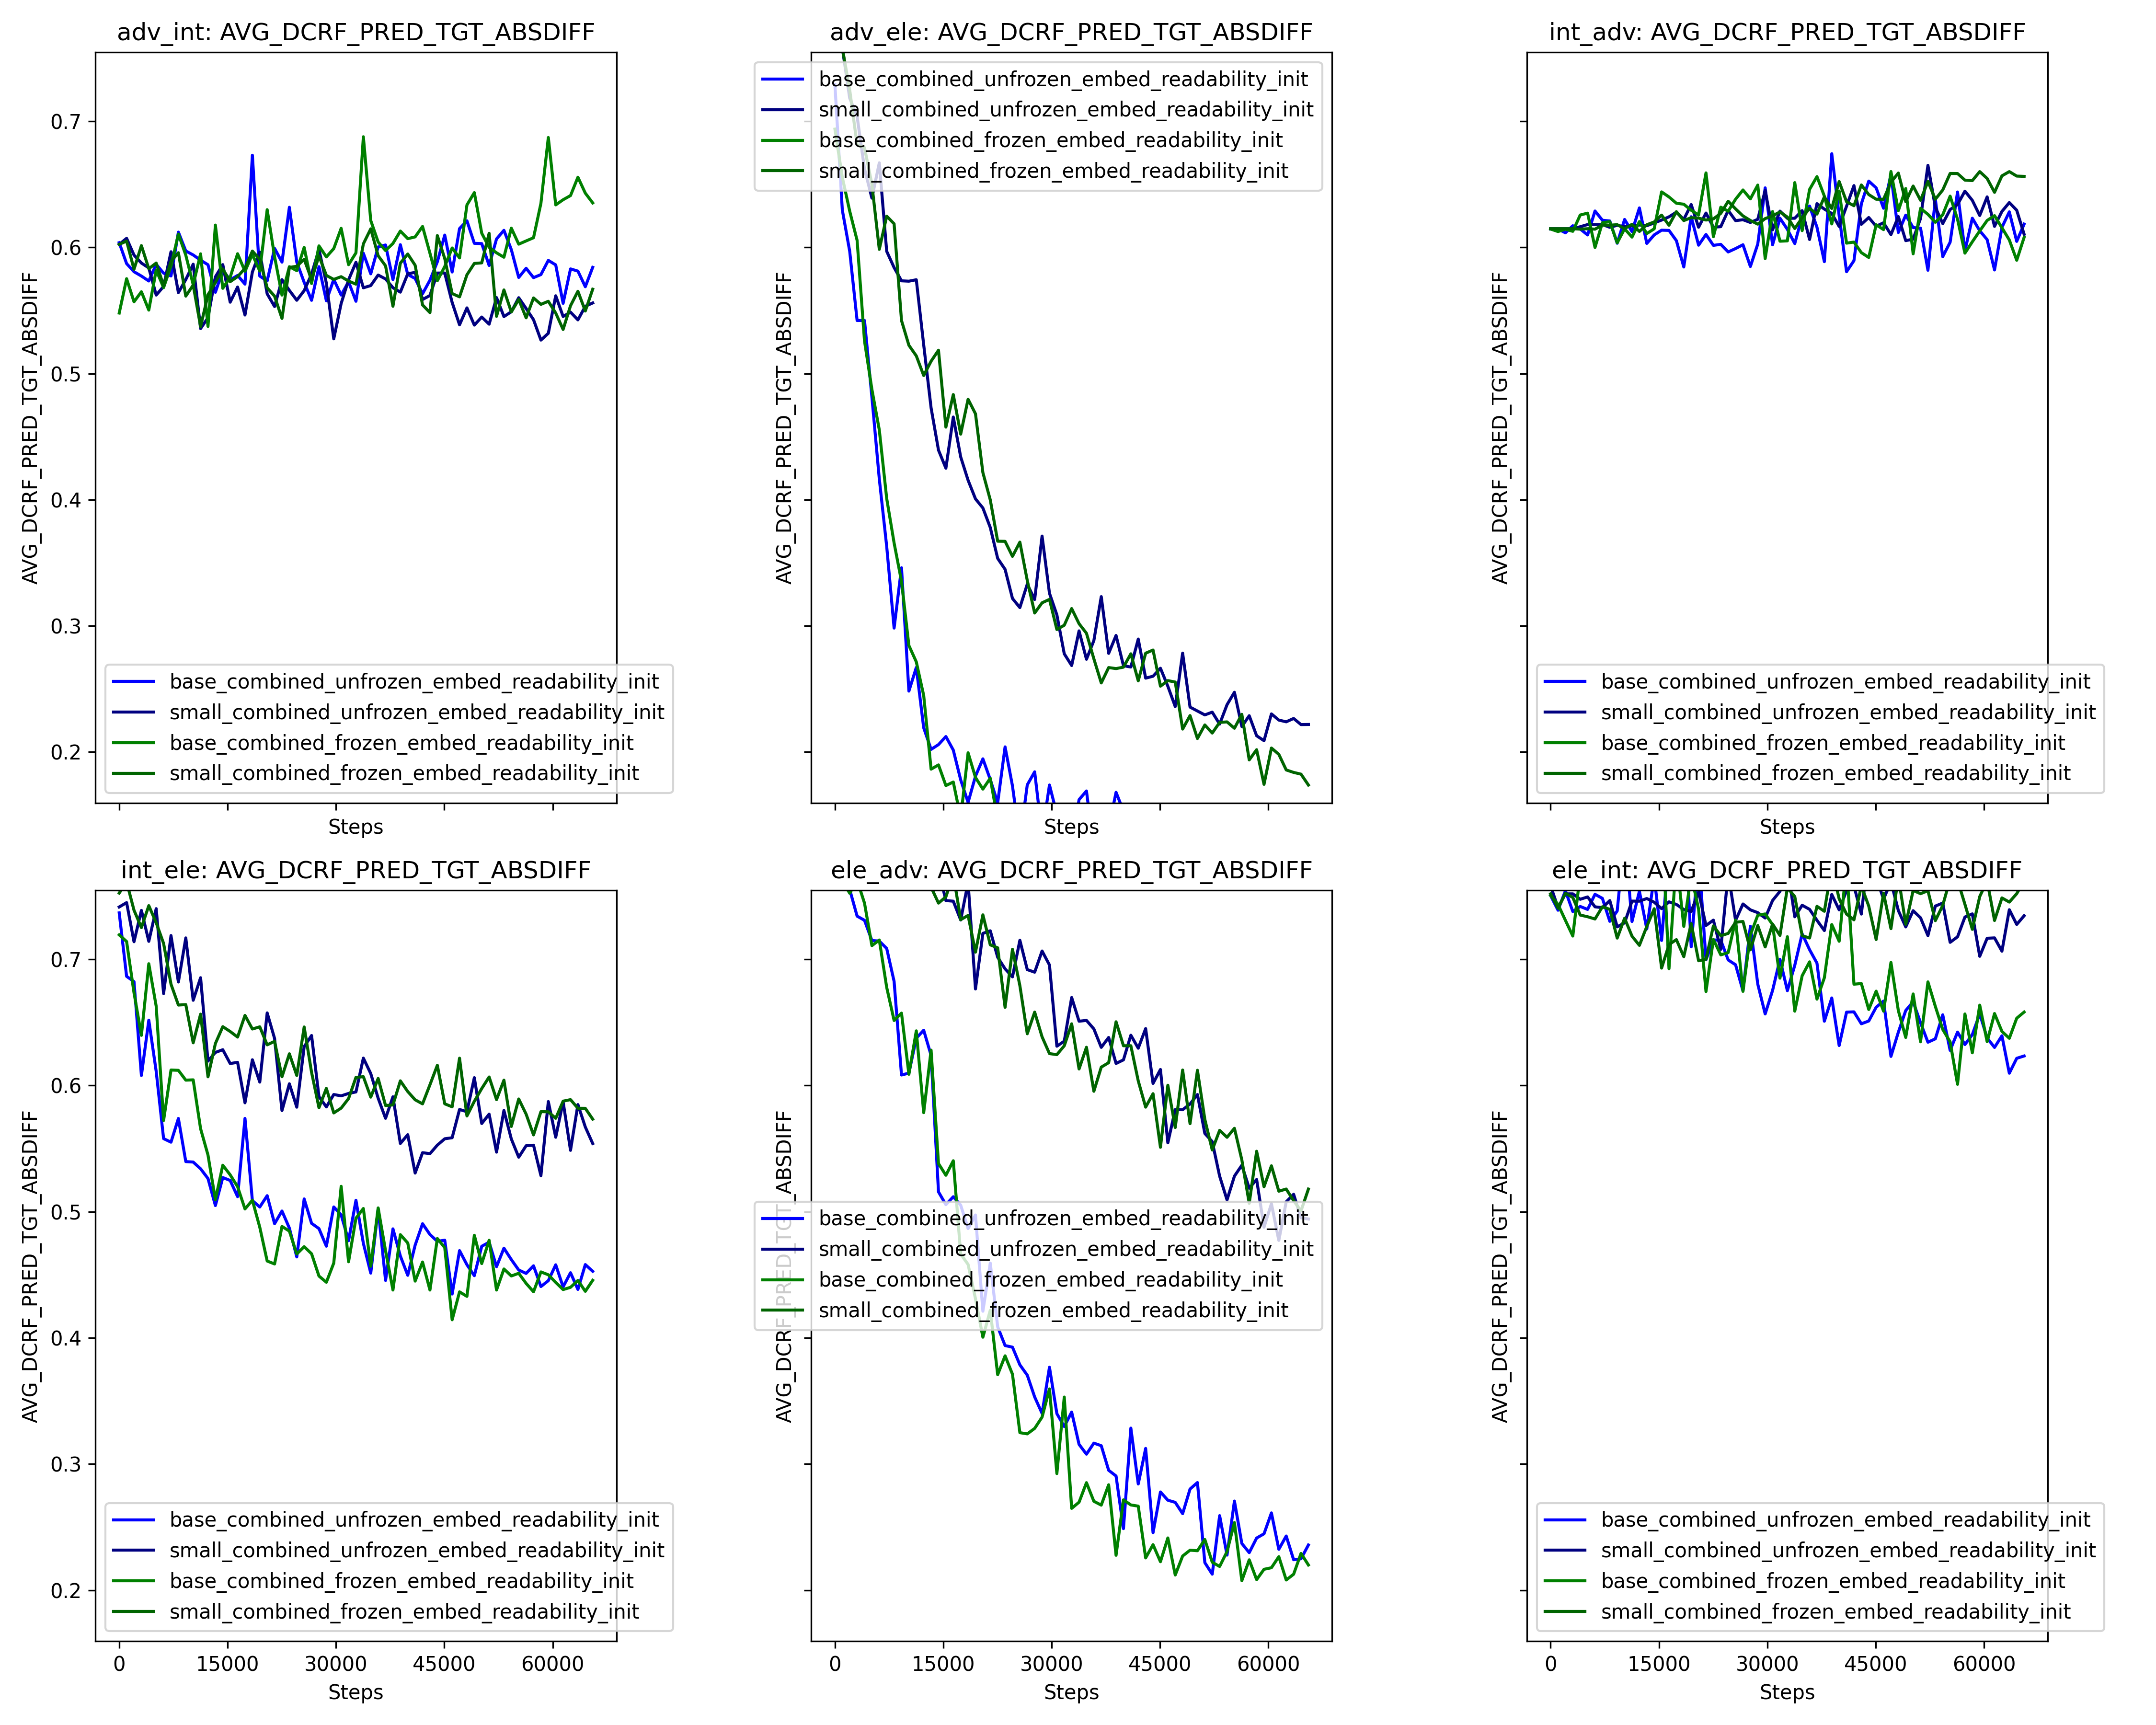 adv_int: AVG_DCRF_PRED_TGT_ABSDIFF
AVG_DCRF_PRED_TGT_ABSDIFF
0.7
0.6
0.5
0.4
0.3
0.2
base_combined_unfrozen_embed_readability_init
small_combined_unfrozen_embed_readability_init
base_combined_frozen_embed_readability_init
small_combined_frozen_embed_readability_init
Steps
adv_ele: AVG_DCRF_PRED_TGT_ABSDIFF
AVG_DCRF_PRED_TGT_ABSDIFF
base_combined_unfrozen_embed_readability_init
small_combined_unfrozen_embed_readability_init
base_combined_frozen_embed_readability_init
small_combined_frozen_embed_readability_init
Steps
int_adv: AVG_DCRF_PRED_TGT_ABSDIFF
AVG_DCRF_PRED_TGT_ABSDIFF
base_combined_unfrozen_embed_readability_init
small_combined_unfrozen_embed_readability_init
base_combined_frozen_embed_readability_init
small_combined_frozen_embed_readability_init
Steps
int_ele: AVG_DCRF_PRED_TGT_ABSDIFF
AVG_DCRF_PRED_TGT_ABSDIFF
0.7
0.6
0.5
0.4
0.3
0.2
base_combined_unfrozen_embed_readability_init
small_combined_unfrozen_embed_readability_init
base_combined_frozen_embed_readability_init
small_combined_frozen_embed_readability_init
0 15000 30000 45000 60000
Steps
ele_adv: AVG_DCRF_PRED_TGT_ABSDIFF
AVG_DCRF_PRED_TGT_ABSDIFF
base_combined_unfrozen_embed_readability_init
small_combined_unfrozen_embed_readability_init
base_combined_frozen_embed_readability_init
small_combined_frozen_embed_readability_init
0 15000 30000 45000 60000
Steps
ele_int: AVG_DCRF_PRED_TGT_ABSDIFF
AVG_DCRF_PRED_TGT_ABSDIFF
base_combined_unfrozen_embed_readability_init
small_combined_unfrozen_embed_readability_init
base_combined_frozen_embed_readability_init
small_combined_frozen_embed_readability_init
0 15000 30000 45000 60000
Steps